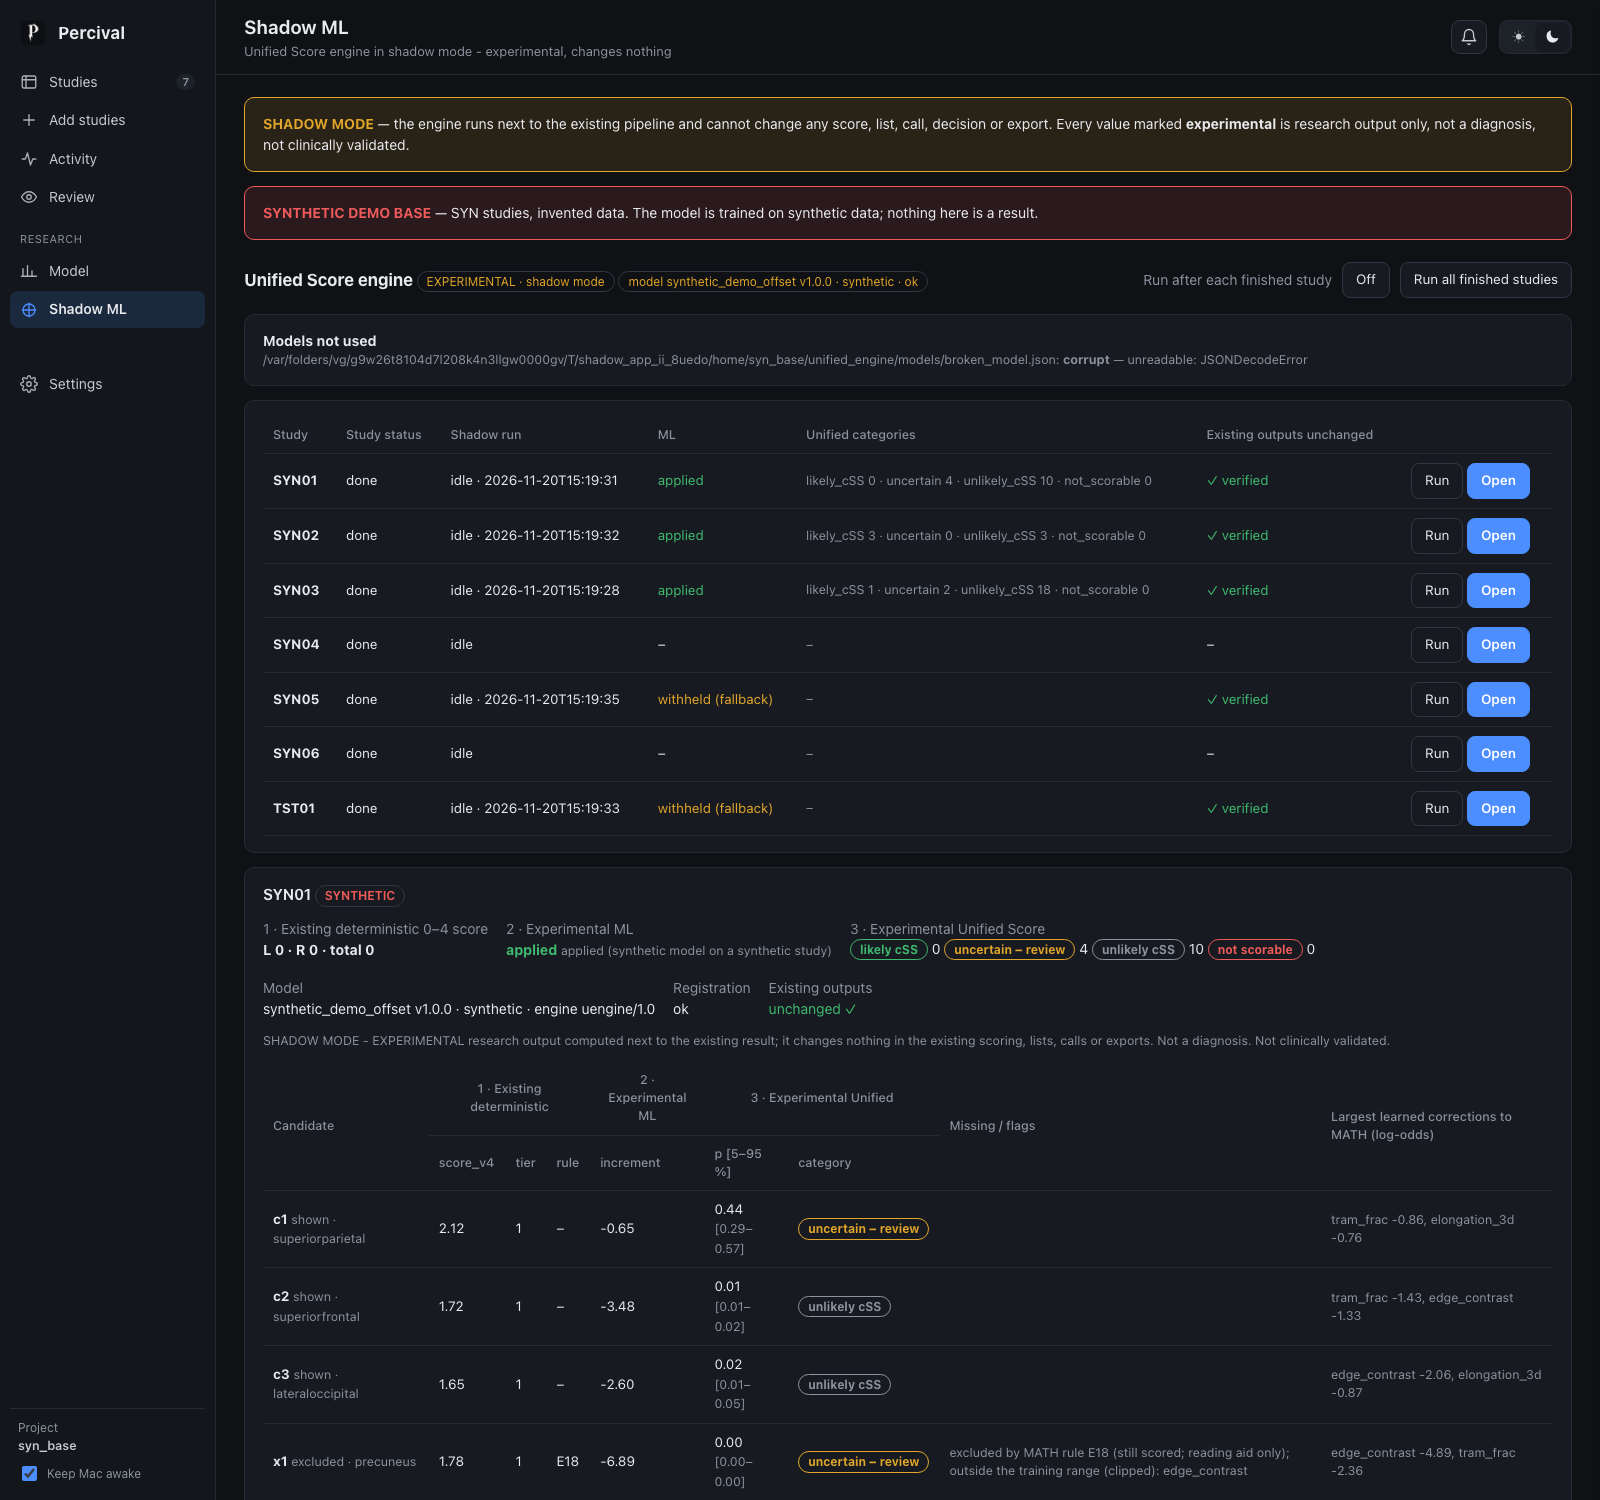 Percival
Studies 7
Add studies
Activity
Review
RESEARCH
Model
Shadow ML
Settings
Project
syn_base
Keep Mac awake
Shadow ML
Unified Score engine in shadow mode - experimental, changes nothing
SHADOW MODE — the engine runs next to the existing pipeline and cannot change any score, list, call, decision or export. Every value marked experimental is research output only, not a diagnosis,
not clinically validated.
SYNTHETIC DEMO BASE — SYN studies, invented data. The model is trained on synthetic data; nothing here is a result.
Unified Score engine EXPERIMENTAL · shadow mode model synthetic_demo_offset v1.0.0 · synthetic · ok Run after each finished study Off Run all finished studies
Models not used
/var/folders/vg/g9w26t8104d7l208k4n3llgw0000gv/T/shadow_app_ii_8uedo/home/syn_base/unified_engine/models/broken_model.json: corrupt — unreadable: JSONDecodeError
Study Study status Shadow run ML Unified categories Existing outputs unchanged
SYN01 done idle · 2026-11-20T15:19:31 applied likely_cSS 0 · uncertain 4 · unlikely_cSS 10 · not_scorable 0 ✓ verified Run Open
SYN02 done idle · 2026-11-20T15:19:32 applied likely_cSS 3 · uncertain 0 · unlikely_cSS 3 · not_scorable 0 ✓ verified Run Open
SYN03 done idle · 2026-11-20T15:19:28 applied likely_cSS 1 · uncertain 2 · unlikely_cSS 18 · not_scorable 0 ✓ verified Run Open
SYN04 done idle – – – Run Open
SYN05 done idle · 2026-11-20T15:19:35 withheld (fallback) – ✓ verified Run Open
SYN06 done idle – – – Run Open
TST01 done idle · 2026-11-20T15:19:33 withheld (fallback) – ✓ verified Run Open
SYN01 SYNTHETIC
1 · Existing deterministic 0–4 score 2 · Experimental ML 3 · Experimental Unified Score
L 0 · R 0 · total 0 applied applied (synthetic model on a synthetic study) likely cSS 0 uncertain – review 4 unlikely cSS 10 not scorable 0
Model Registration Existing outputs
synthetic_demo_offset v1.0.0 · synthetic · engine uengine/1.0 ok unchanged ✓
SHADOW MODE - EXPERIMENTAL research output computed next to the existing result; it changes nothing in the existing scoring, lists, calls or exports. Not a diagnosis. Not clinically validated.
Candidate
1 · Existing
deterministic
2 ·
Experimental
ML
3 · Experimental Unified
Missing / flags
Largest learned corrections to
MATH (log-odds)
score_v4 tier rule increment
p [5–95
%]
category
c1 shown ·
superiorparietal
2.12 1 – -0.65
0.44
[0.29–
0.57]
uncertain – review
tram_frac -0.86, elongation_3d
-0.76
c2 shown ·
superiorfrontal
1.72 1 – -3.48
0.01
[0.01–
0.02]
unlikely cSS
tram_frac -1.43, edge_contrast
-1.33
c3 shown ·
lateraloccipital
1.65 1 – -2.60
0.02
[0.01–
0.05]
unlikely cSS
edge_contrast -2.06, elongation_3d
-0.87
x1 excluded · precuneus
1.78 1 E18 -6.89
0.00
[0.00–
0.00]
uncertain – review
excluded by MATH rule E18 (still scored; reading aid only);
outside the training range (clipped): edge_contrast
edge_contrast -4.89, tram_frac
-2.36